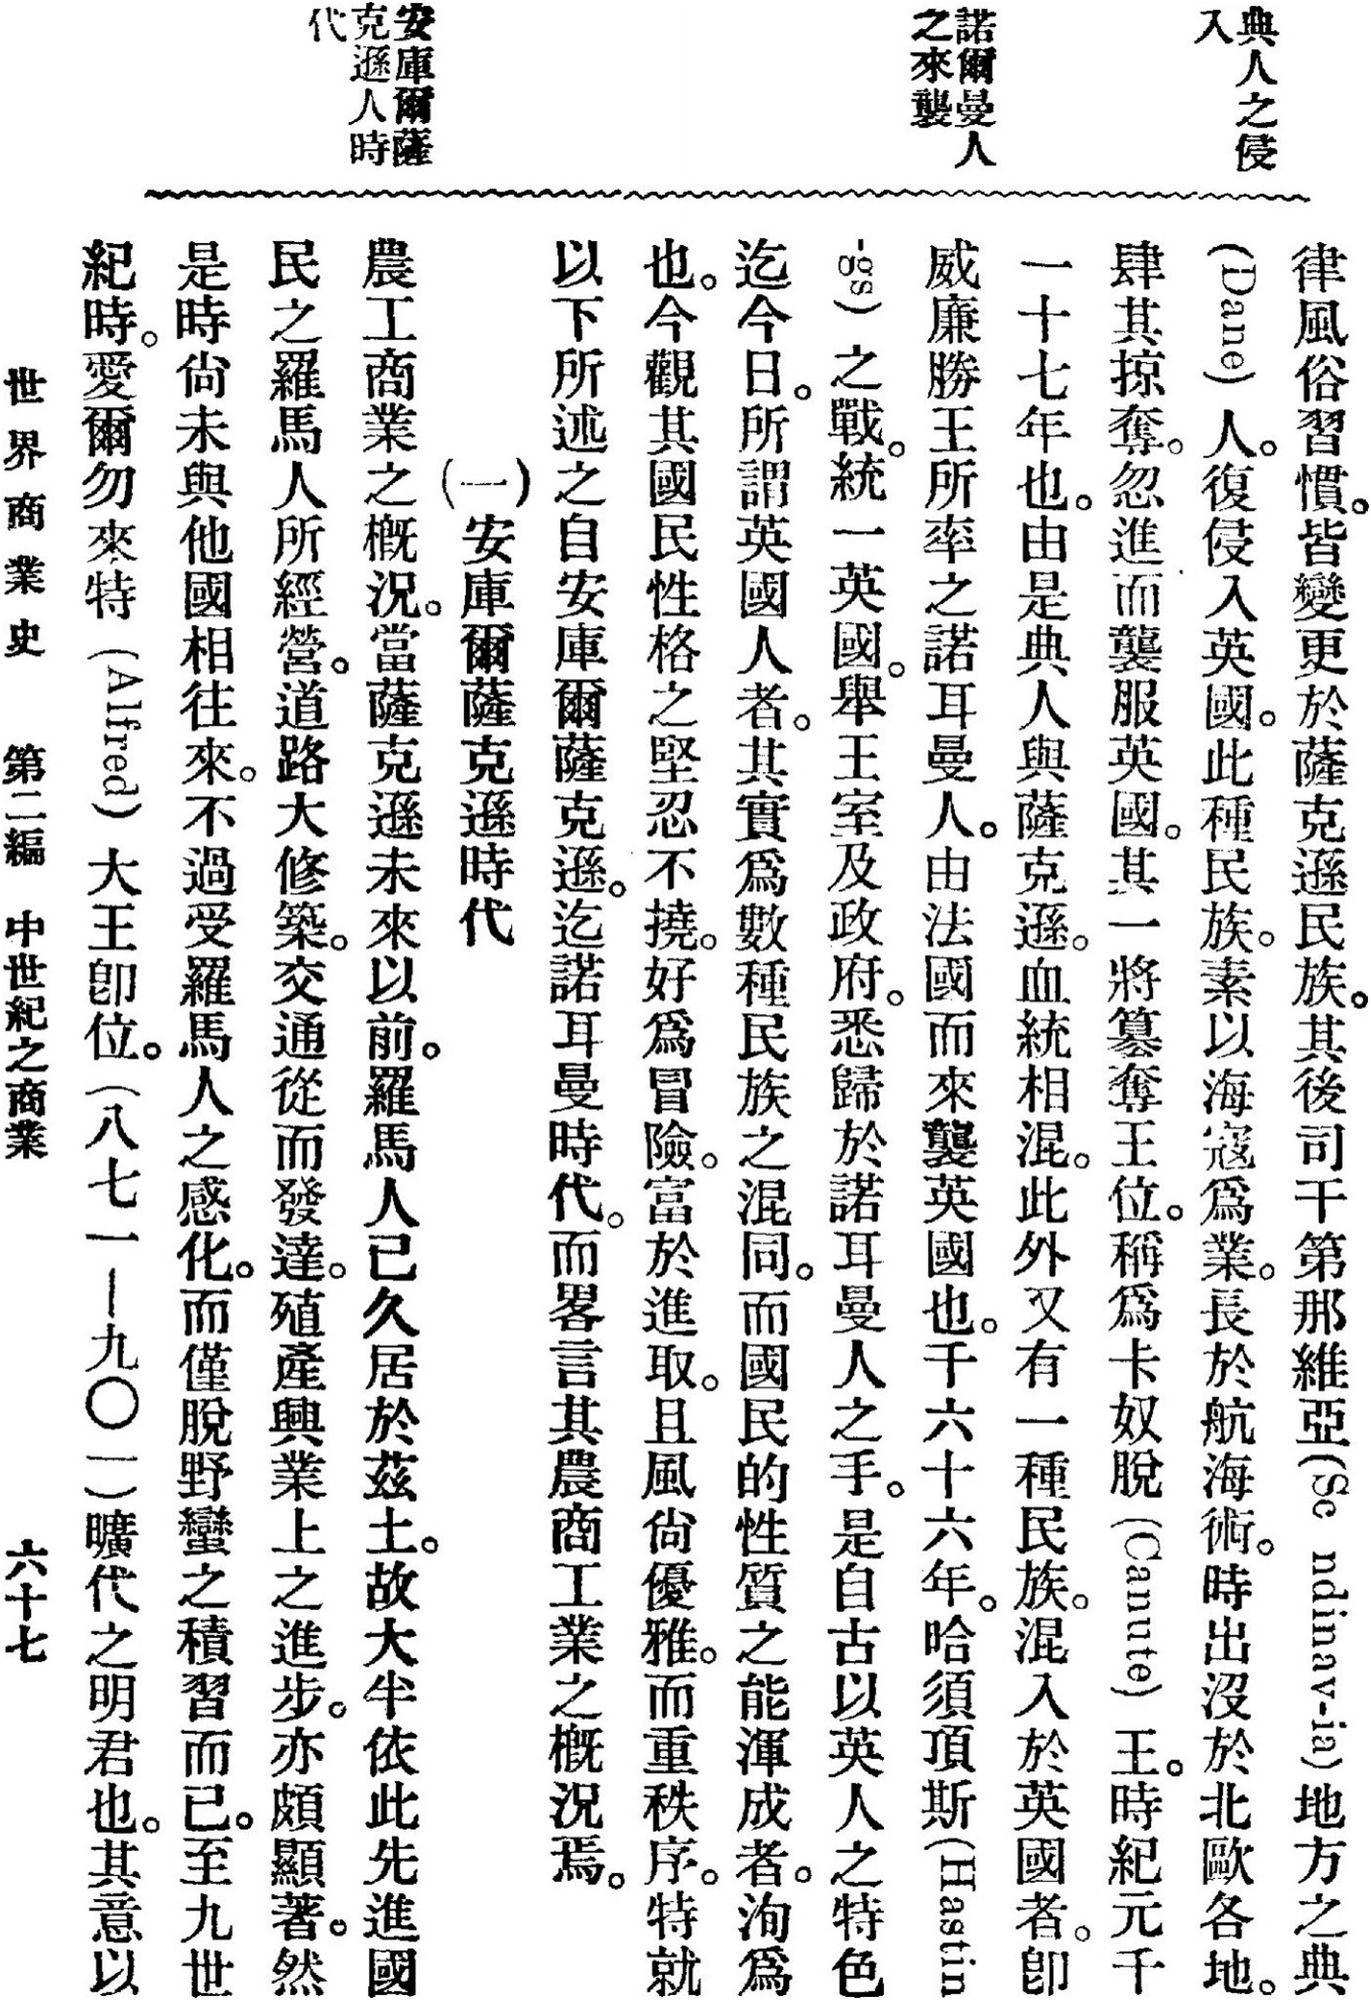 典人之侵
入
諾爾曼人
之來襲
安庫爾薩
克遜人時
代
律風俗習慣。皆變更於薩克遜民族。其後司干第那維亞(Sc ndinav-ia)地方之典
(Dane)人。復侵入英國。此種民族。素以海寇爲業。長於航海術。時出沒於北歐各地。
肆其掠奪。忽進而襲服英國。其一將簒奪王位。稱爲卡奴脫(Canute)王。時紀元千
一十七年也。由是典人與薩克遜。血統相混。此外又有一種民族。混入於英國者。卽
威廉勝王所率之諾耳曼人。由法國而來襲英國也。千六十六年。哈須項斯(Hastin
-gs)之戰。統一英國。舉王室及政府。悉歸於諾耳曼人之手。是自古以英人之特色
迄今日。所謂英國人者。其實爲數種民族之混同。而國民的性質之能渾成者。洵爲
也。今觀其國民性格之堅忍不撓。好爲冒險。富於進取。且風尙優雅。而重秩序。特就
以下所述之自安庫爾薩克遜。迄諾耳曼時代。而畧言其農商工業之槪況焉。
(一)安庫爾薩克遜時代
農工商業之槪況。當薩克遜未來以前。羅馬人已久居於茲土。故大半依此先進國
民之羅馬人所經營。道路大修築。交通從而發達。殖產興業上之進步。亦頗顯著。然
是時尙未與他國相往來。不過受羅馬人之感化。而僅脫野蠻之積習而已。至九世
紀時。愛爾勿來特(Alfred)大王卽位。(八七一—九〇一)曠代之明君也。其意以
世界商業史 第二編 中世紀之商業 六十七